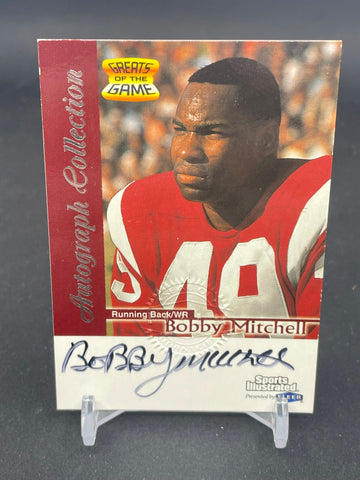 Autograph Collection
GREATS
OF THE
GAME
49
Running Back/WR
Bobby Mitchell
Bobby Mitchell
Sports
Illustrated
Presented by FLEER